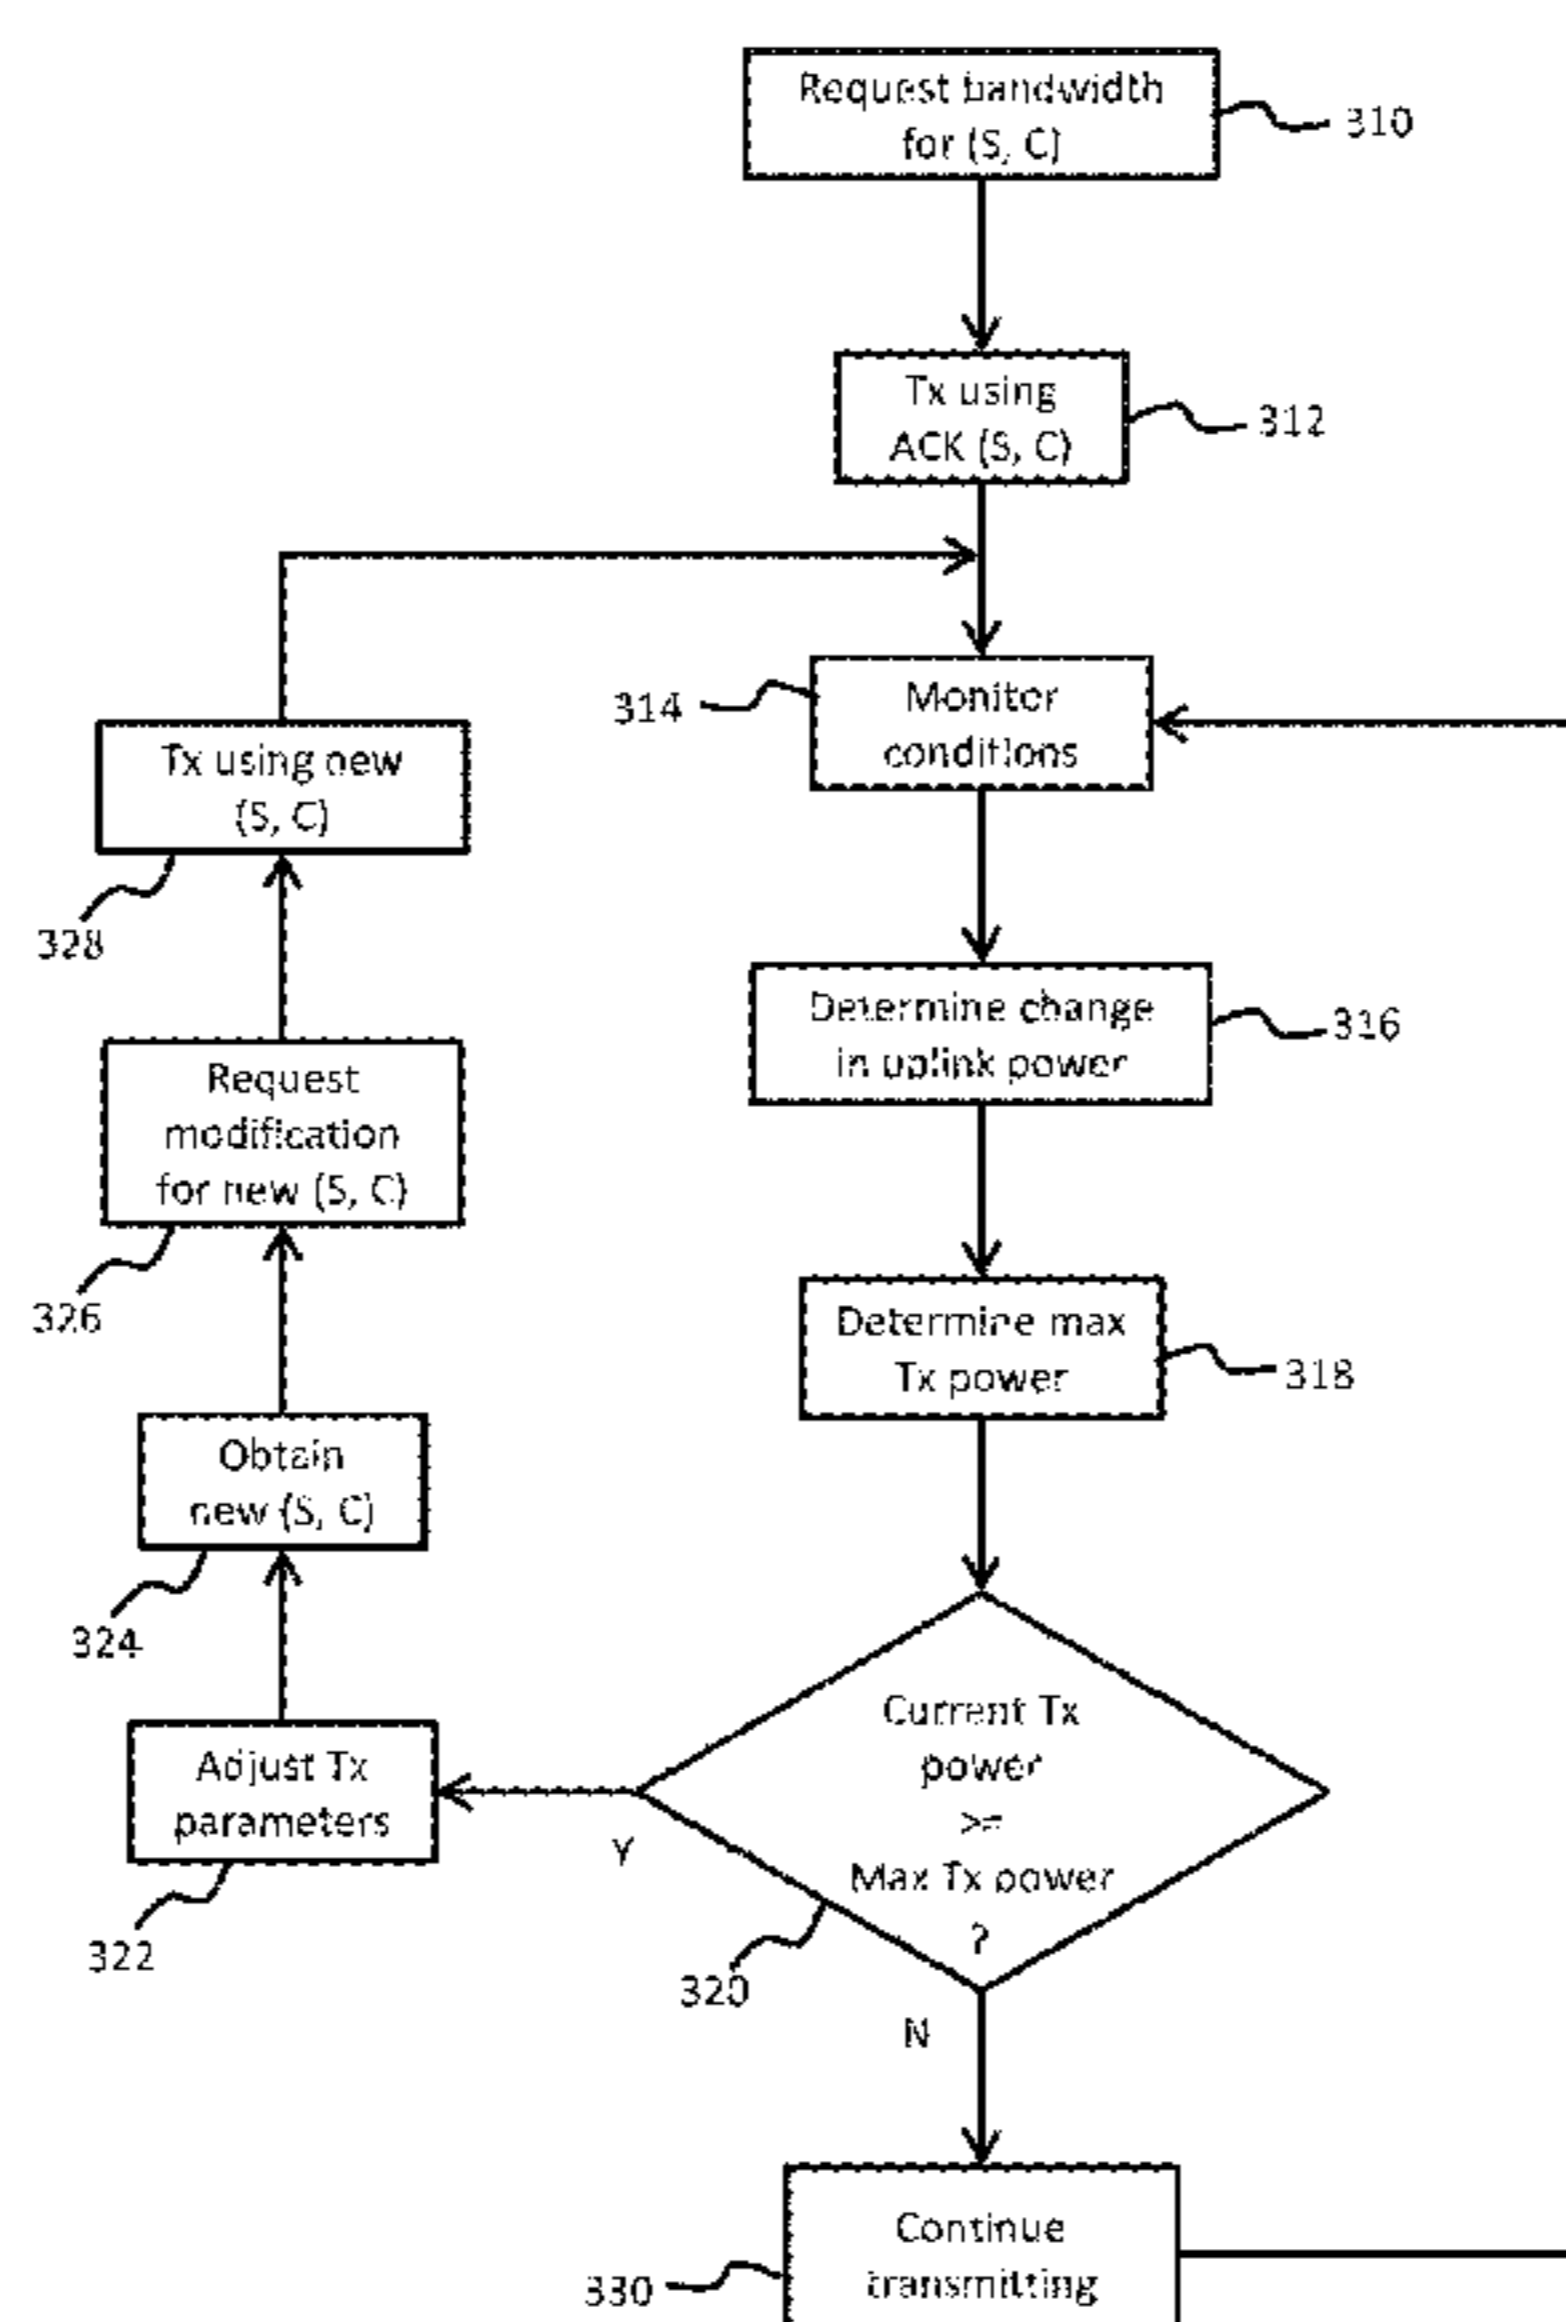 Request bandwidth
for (S, C)
310
Tx using
ACK (S, C)
312
314
Monitor
conditions
Tx using new
(S, C)
328
Determine change
in uplink power
316
Request
modification
for new (S, C)
326
Determine max
Tx power
318
Obtain
new (S, C)
324
Current Tx
power
>=
Max Tx power
?
320
Adjust Tx
parameters
322
Y
N
Continue
transmitting
330